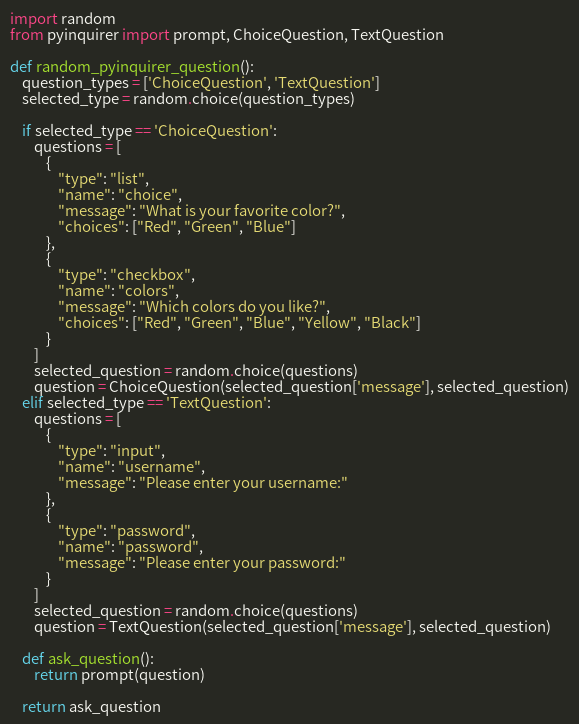 import random
from pyinquirer import prompt, ChoiceQuestion, TextQuestion

def random_pyinquirer_question():
    question_types = ['ChoiceQuestion', 'TextQuestion']
    selected_type = random.choice(question_types)

    if selected_type == 'ChoiceQuestion':
        questions = [
            {
                "type": "list",
                "name": "choice",
                "message": "What is your favorite color?",
                "choices": ["Red", "Green", "Blue"]
            },
            {
                "type": "checkbox",
                "name": "colors",
                "message": "Which colors do you like?",
                "choices": ["Red", "Green", "Blue", "Yellow", "Black"]
            }
        ]
        selected_question = random.choice(questions)
        question = ChoiceQuestion(selected_question['message'], selected_question)
    elif selected_type == 'TextQuestion':
        questions = [
            {
                "type": "input",
                "name": "username",
                "message": "Please enter your username:"
            },
            {
                "type": "password",
                "name": "password",
                "message": "Please enter your password:"
            }
        ]
        selected_question = random.choice(questions)
        question = TextQuestion(selected_question['message'], selected_question)

    def ask_question():
        return prompt(question)

    return ask_question